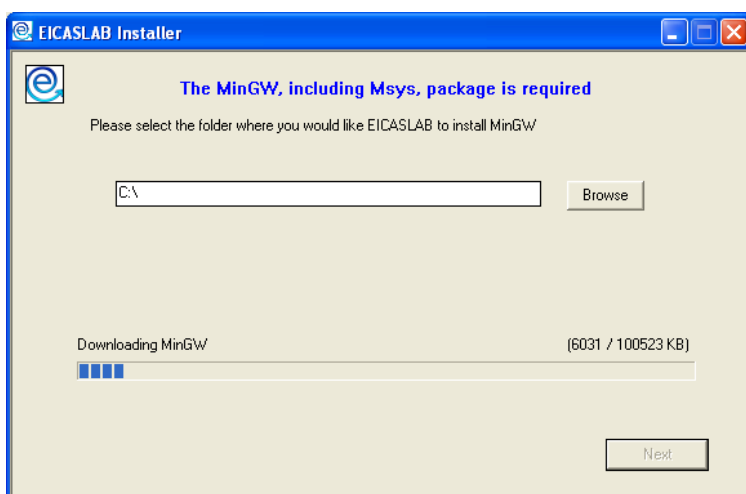 EICASLAB Installer
The MinGW, including Msys, package is required
Please select the folder where you would like EICASLAB to install MinGW
C:\
Browse
Downloading MinGW (6031 / 100523 KB)
Next